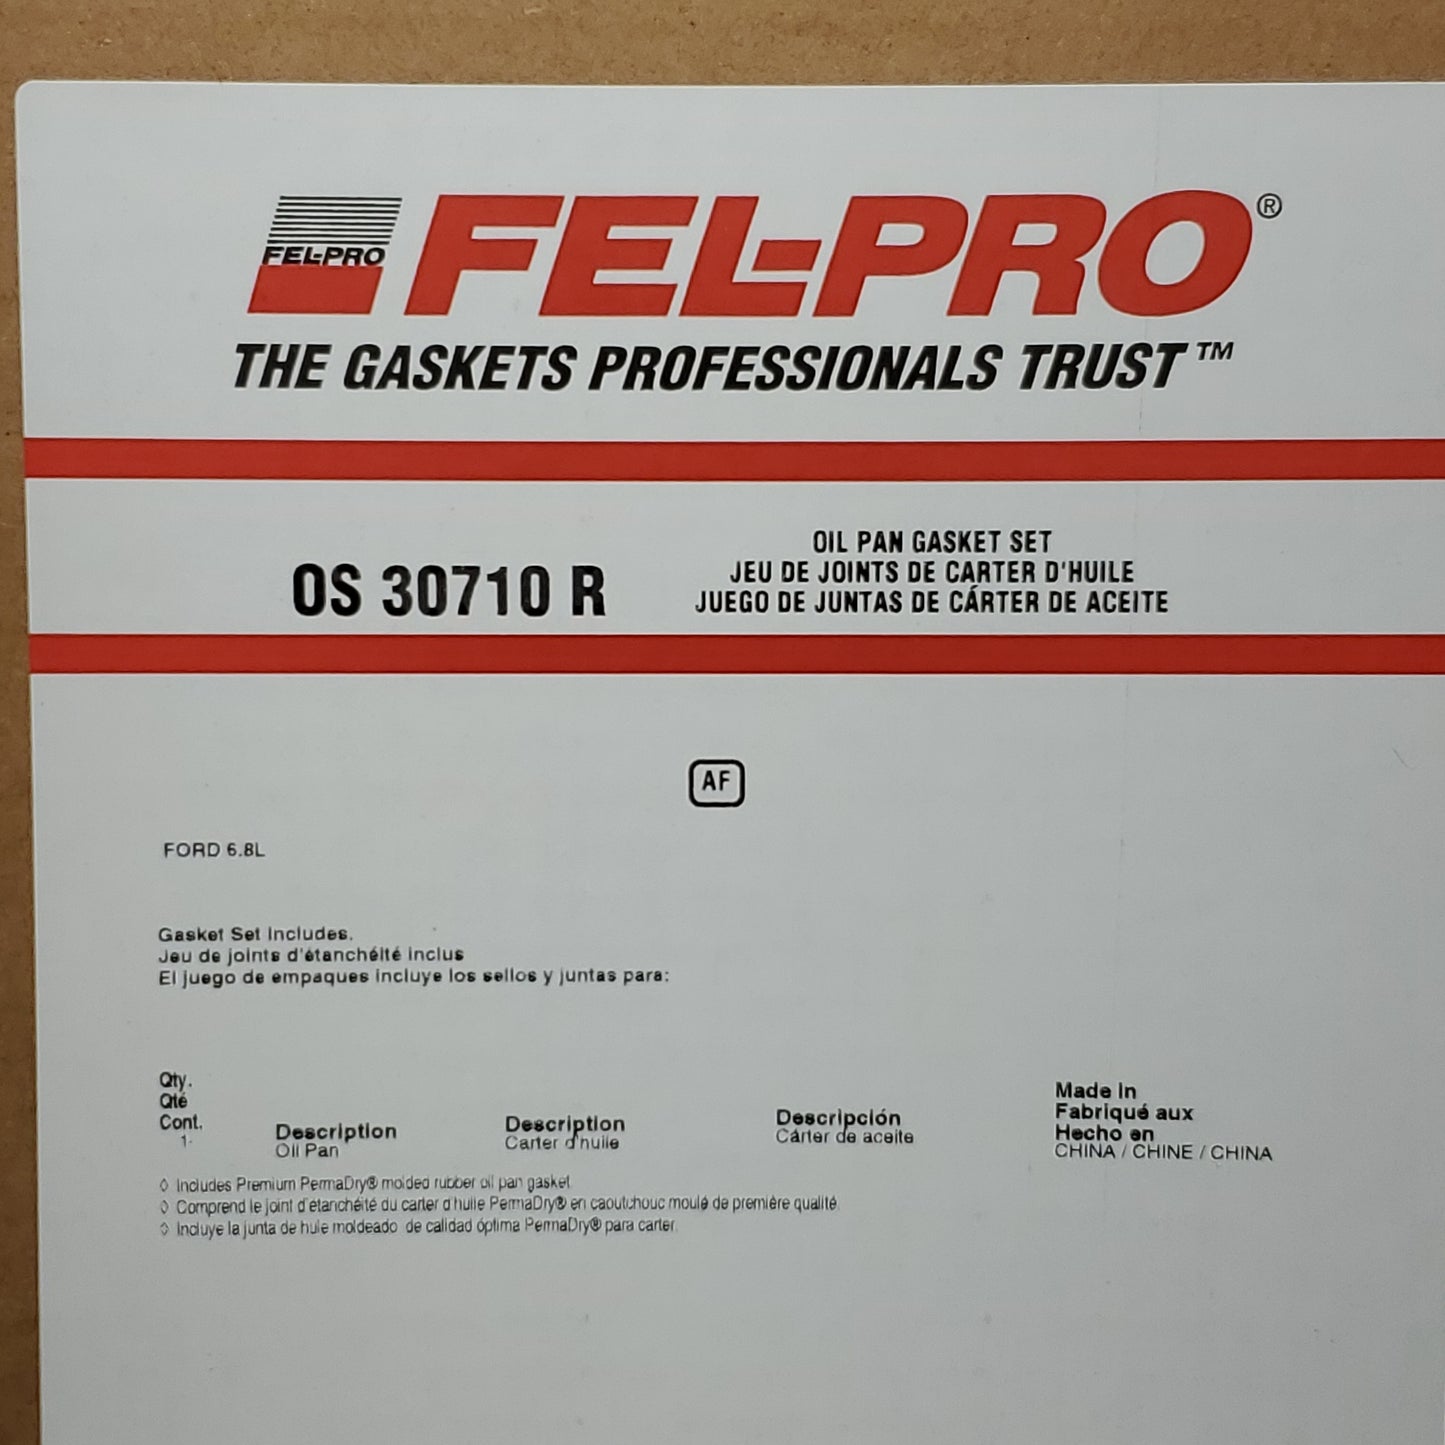 FEL-PRO
FEL-PRO®
THE GASKETS PROFESSIONALS TRUST™
OS 30710 R
OIL PAN GASKET SET
JEU DE JOINTS DE CARTER D'HUILE
JUEGO DE JUNTAS DE CÁRTER DE ACEITE
AF
FORD 6.8L
Gasket Set Includes.
Jeu de joints d'étanchéité inclus
El juego de empaques incluye los sellos y juntas para:
Qty.
Qté
Cont.
1
Description
Oil Pan
Description
Carter d'huile
Descripción
Cárter de aceite
Made In
Fabriqué aux
Hecho en
CHINA / CHINE / CHINA
◊ Includes Premium PermaDry® molded rubber oil pan gasket.
◊ Comprend le joint d'étanchéité du carter d'huile PermaDry® en caoutchouc moulé de première qualité.
◊ Incluye la junta de hule moldeado de calidad óptima PermaDry® para carter.